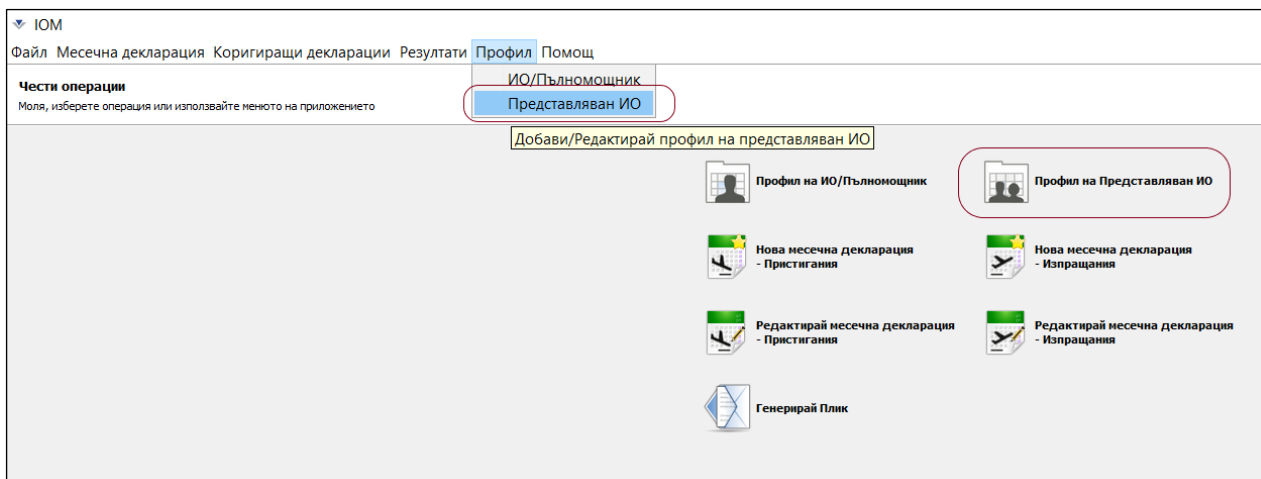 IOM
Файл Месечна декларация Коригиращи декларации Резултати Профил Помощ
ИО/Пълномощник
Представляван ИО
Чести операции
Моля, изберете операция или използвайте менюто на приложението
Добави/Редактирай профил на представляван ИО
Профил на ИО/Пълномощник
Профил на Представляван ИО
Нова месечна декларация
- Пристигания
Нова месечна декларация
- Изпращания
Редактирай месечна декларация
- Пристигания
Редактирай месечна декларация
- Изпращания
Генерирай Плик